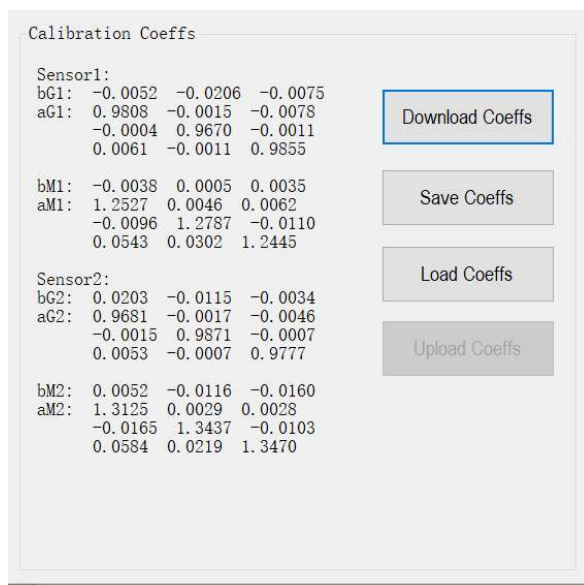 Calibration Coeffs
Sensor1:
bG1: -0.0052 -0.0206 -0.0075
aG1: 0.9808 -0.0015 -0.0078
-0.0004 0.9670 -0.0011
0.0061 -0.0011 0.9855
bM1: -0.0038 0.0005 0.0035
aM1: 1.2527 0.0046 0.0062
-0.0096 1.2787 -0.0110
0.0543 0.0302 1.2445
Sensor2:
bG2: 0.0203 -0.0115 -0.0034
aG2: 0.9681 -0.0017 -0.0046
-0.0015 0.9871 -0.0007
0.0053 -0.0007 0.9777
bM2: 0.0052 -0.0116 -0.0160
aM2: 1.3125 0.0029 0.0028
-0.0165 1.3437 -0.0103
0.0584 0.0219 1.3470
Download Coeffs
Save Coeffs
Load Coeffs
Upload Coeffs